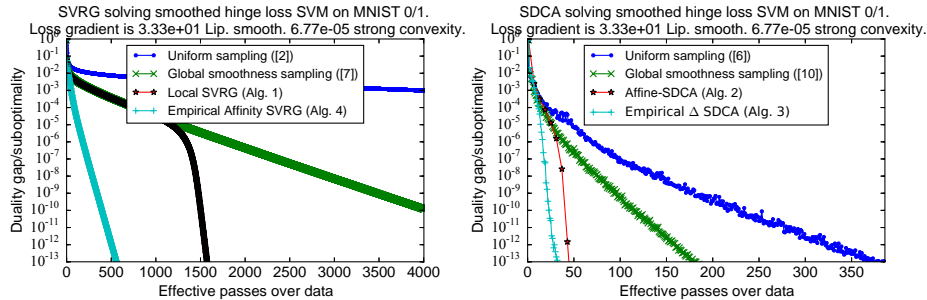 SVRG solving smoothed hinge loss SVM on MNIST 0/1.
Loss gradient is 3.33e+01 Lip. smooth. 6.77e-05 strong convexity.
10^0
10^-1
10^-2
10^-3
10^-4
10^-5
10^-6
10^-7
10^-8
10^-9
10^-10
10^-11
10^-12
10^-13
Duality gap/suboptimality
Uniform sampling ([2])
Global smoothness sampling ([7])
Local SVRG (Alg. 1)
Empirical Affinity SVRG (Alg. 4)
0 500 1000 1500 2000 2500 3000 3500 4000
Effective passes over data
SDCA solving smoothed hinge loss SVM on MNIST 0/1.
Loss gradient is 3.33e+01 Lip. smooth. 6.77e-05 strong convexity.
10^0
10^-1
10^-2
10^-3
10^-4
10^-5
10^-6
10^-7
10^-8
10^-9
10^-10
10^-11
10^-12
10^-13
Duality gap/suboptimality
Uniform sampling ([6])
Global smoothness sampling ([10])
Affine-SDCA (Alg. 2)
Empirical Δ SDCA (Alg. 3)
0 50 100 150 200 250 300 350
Effective passes over data